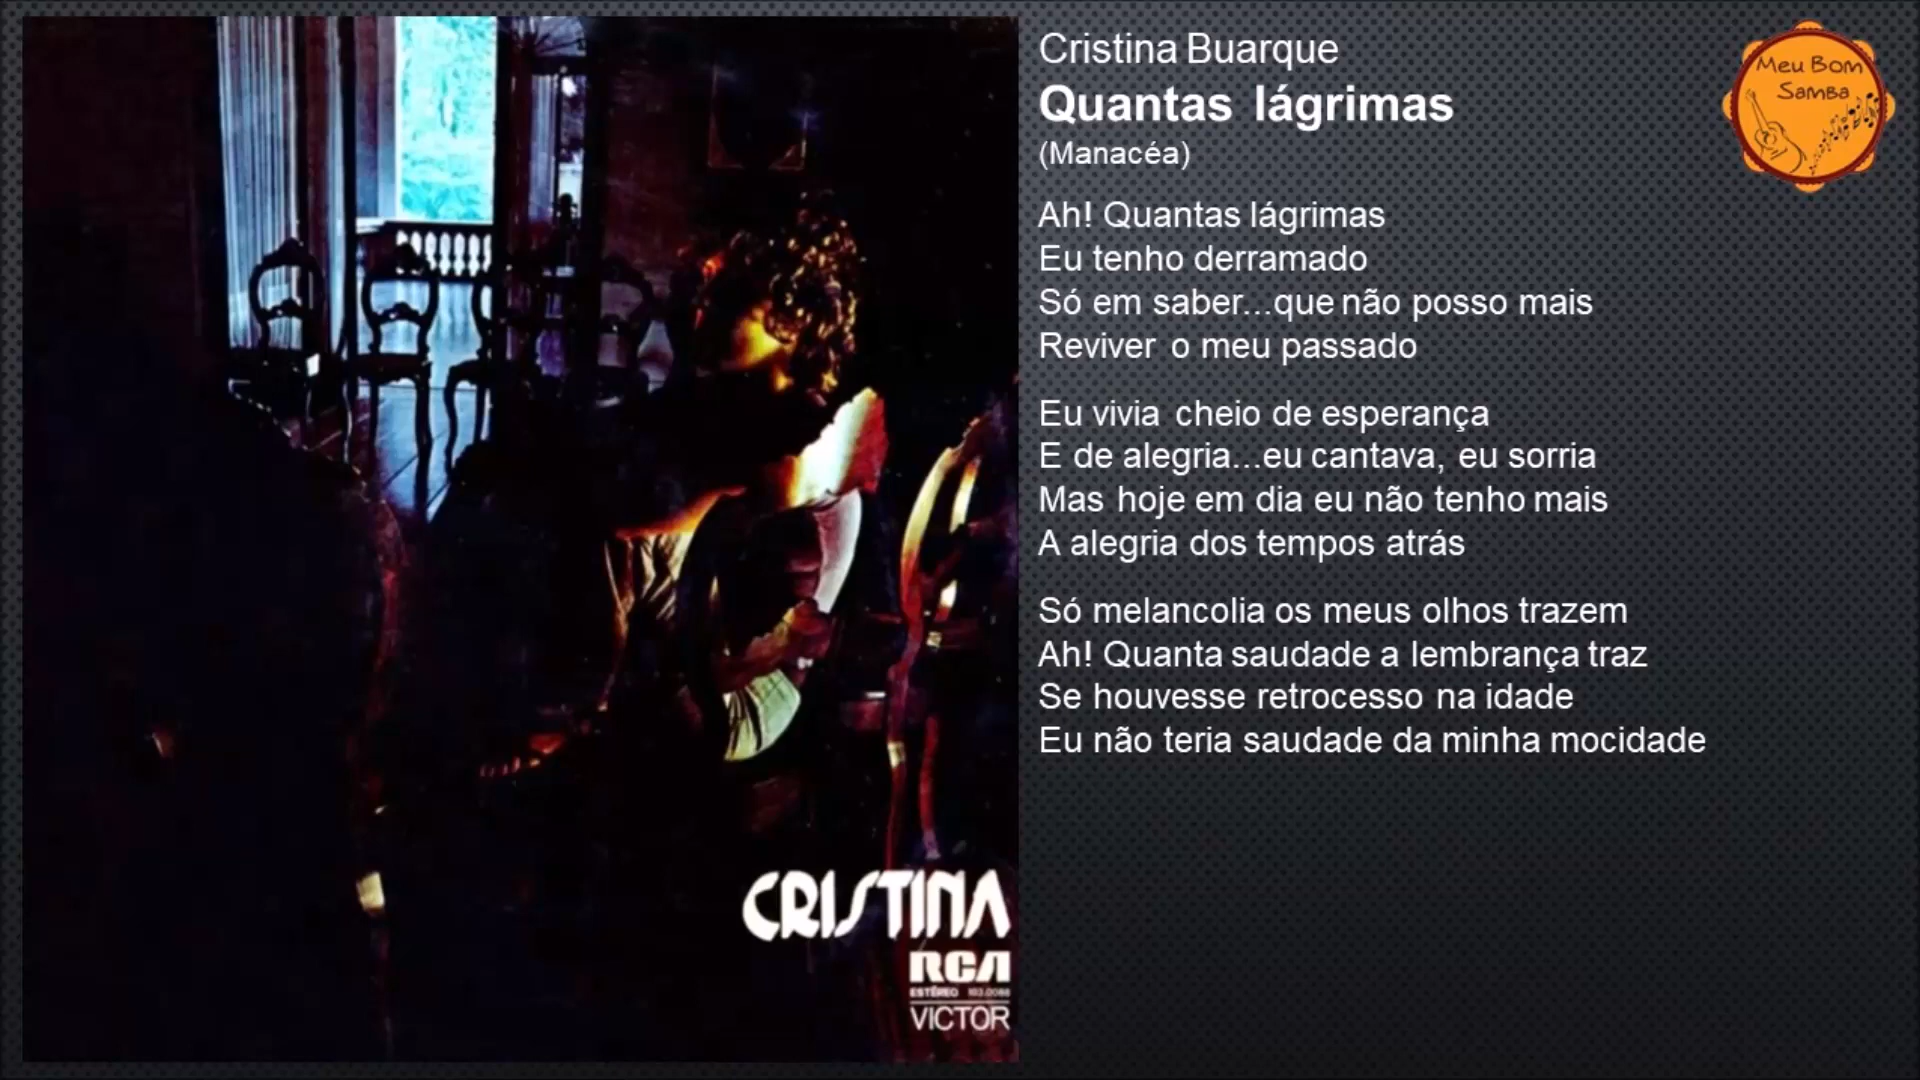 Cristina Buarque
Quantas lágrimas
(Manacéa)
Meu Bom
Samba
Ah! Quantas lágrimas
Eu tenho derramado
Só em saber...que não posso mais
Reviver o meu passado
Eu vivia cheio de esperança
E de alegria...eu cantava, eu sorria
Mas hoje em dia eu não tenho mais
A alegria dos tempos atrás
Só melancolia os meus olhos trazem
Ah! Quanta saudade a lembrança traz
Se houvesse retrocesso na idade
Eu não teria saudade da minha mocidade
CRISTINA
RCA
ESTÉREO 103.0088
VICTOR